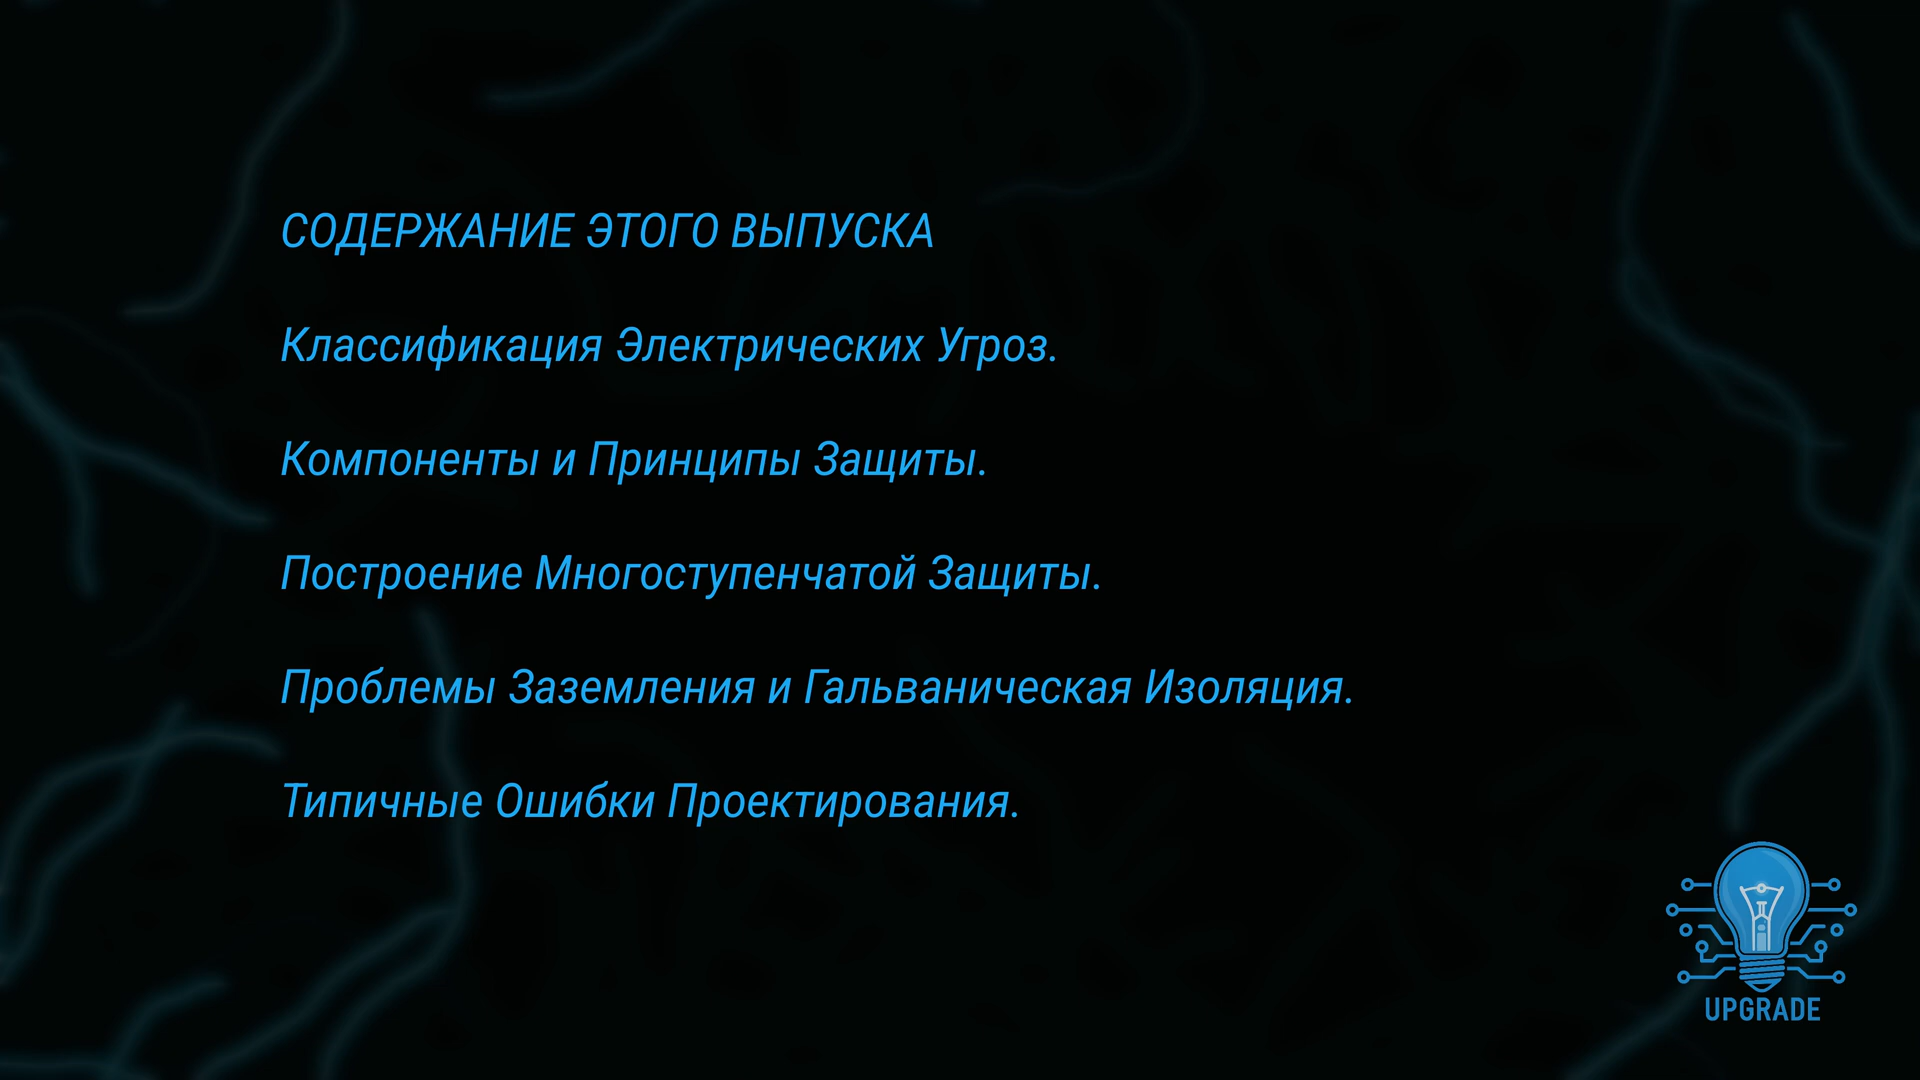 СОДЕРЖАНИЕ ЭТОГО ВЫПУСКА
Классификация Электрических Угроз.
Компоненты и Принципы Защиты.
Построение Многоступенчатой Защиты.
Проблемы Заземления и Гальваническая Изоляция.
Типичные Ошибки Проектирования.
UPGRADE